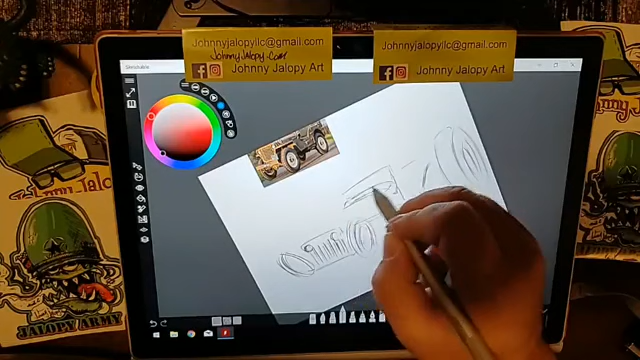 Johnnyjalopyllc@gmail.com
JohnnyJalopy.com
Johnny Jalopy Art
Johnnyjalopyllc@gmail.com
Johnny Jalopy Art
Sketchable
JALOPY ARMY